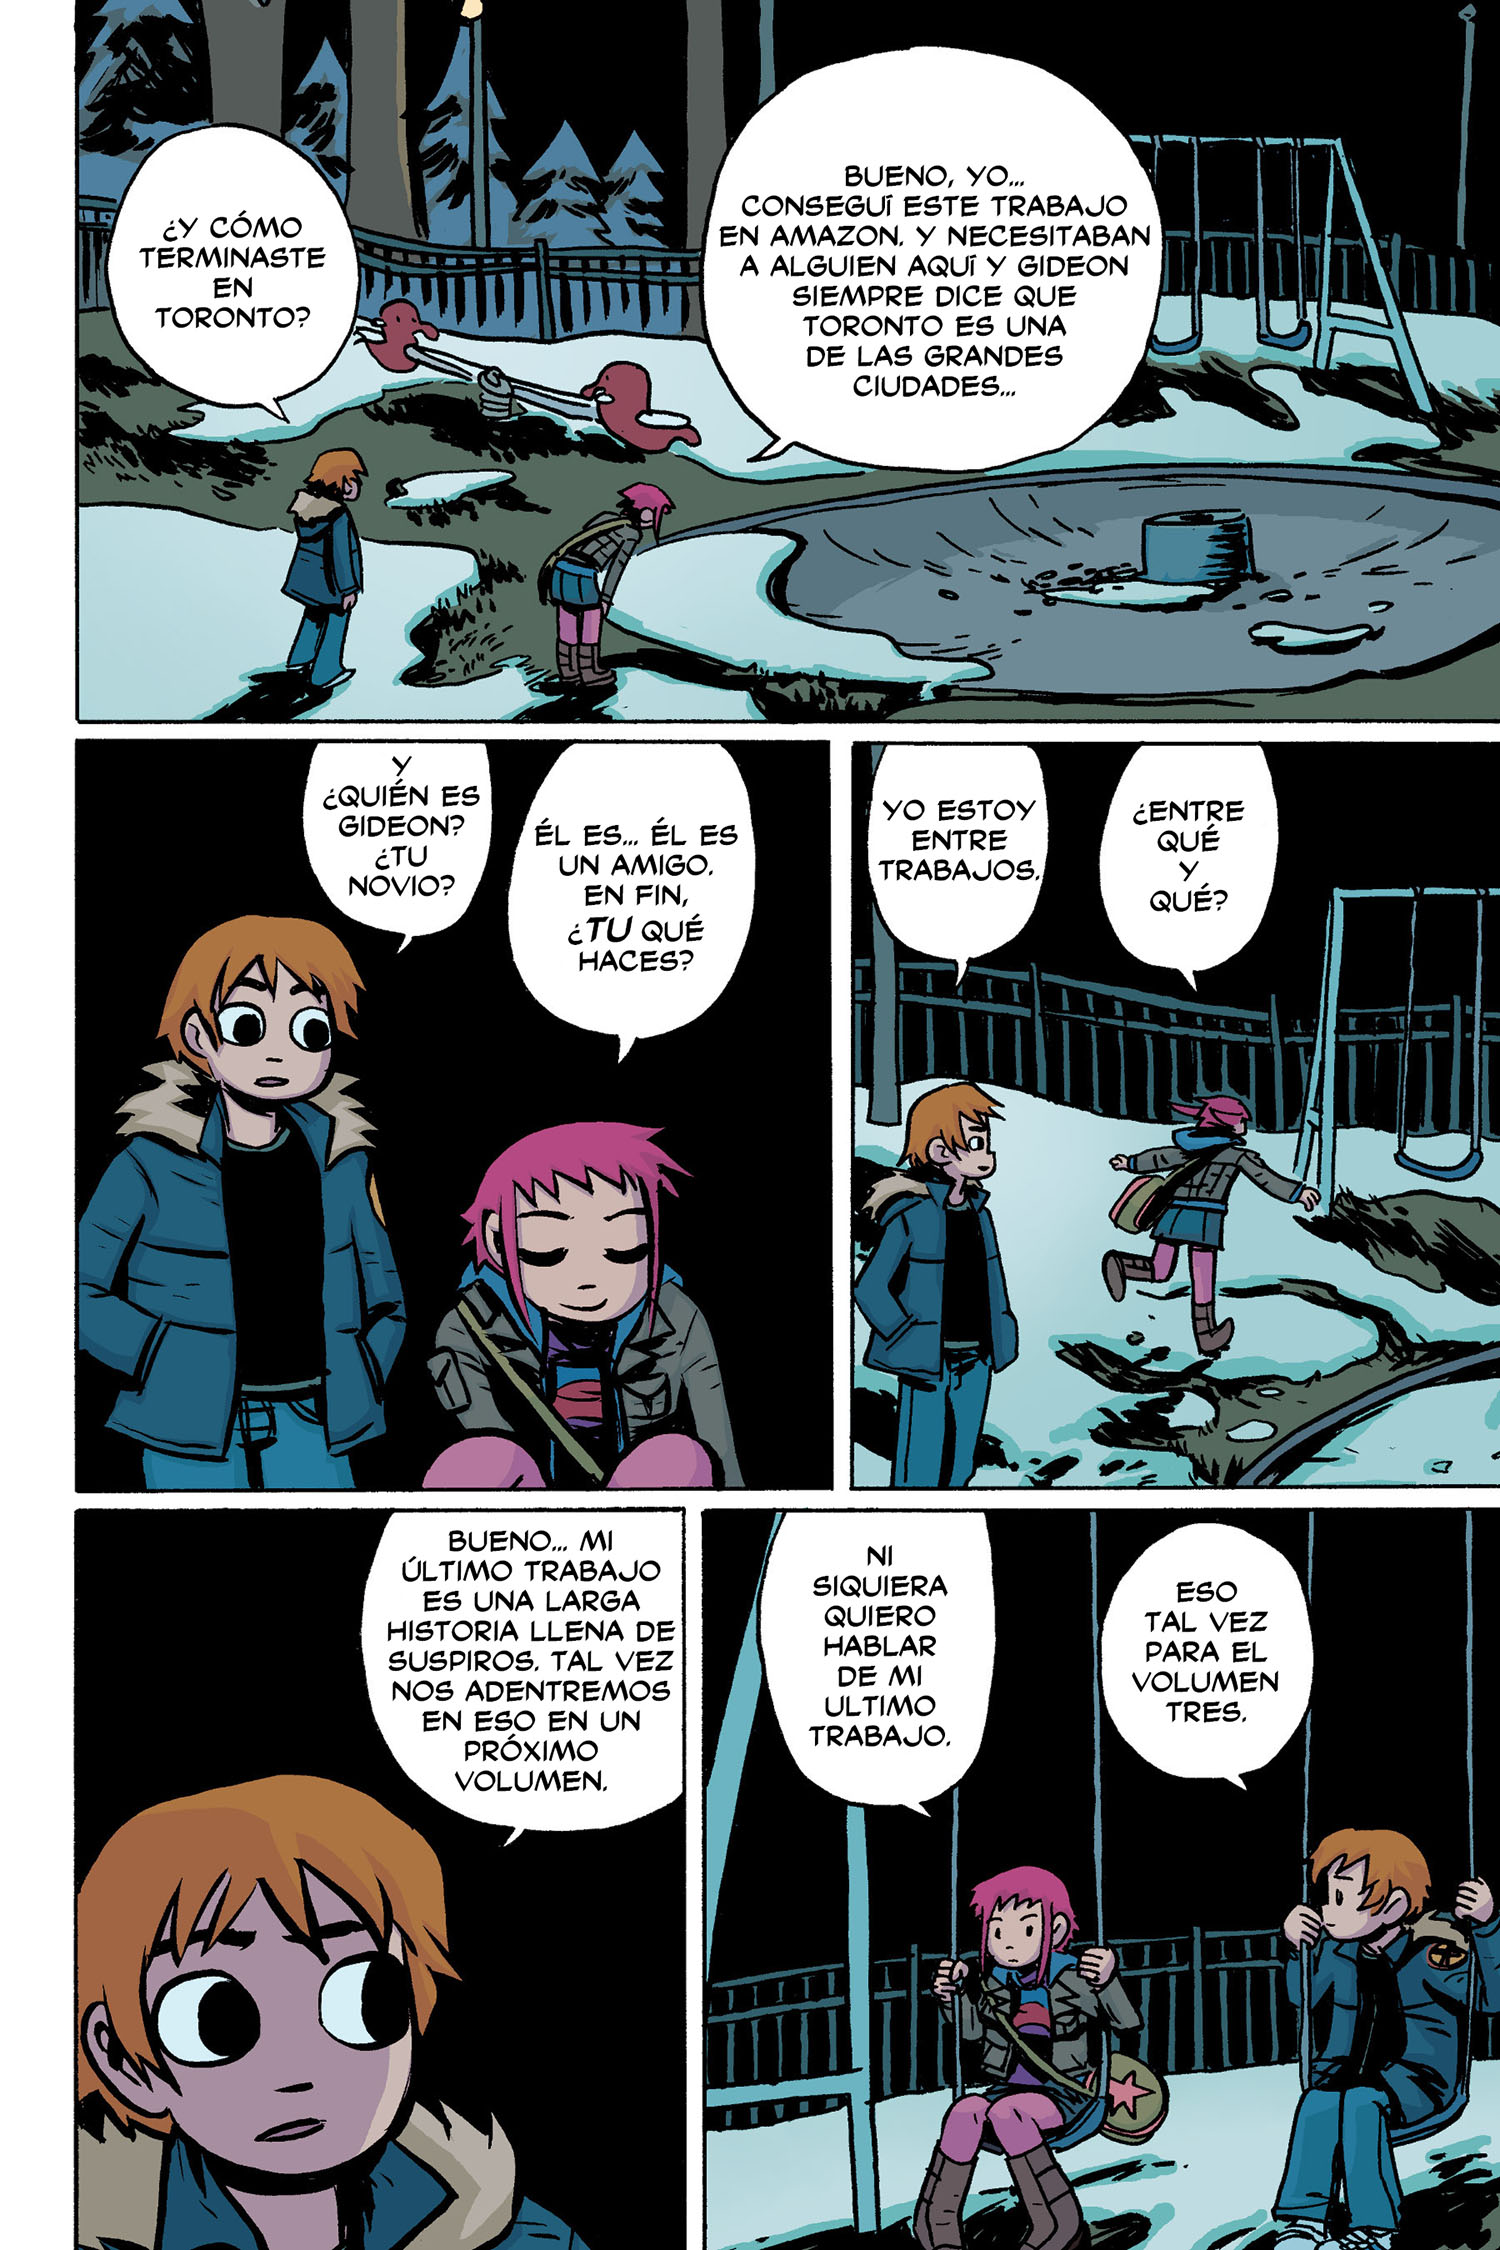 ¿Y CÓMO
TERMINASTE
EN
TORONTO?
BUENO, YO...
CONSEGUÍ ESTE TRABAJO
EN AMAZON. Y NECESITABAN
A ALGUIEN AQUÍ Y GIDEON
SIEMPRE DICE QUE
TORONTO ES UNA
DE LAS GRANDES
CIUDADES...
Y
¿QUIÉN ES
GIDEON?
¿TU
NOVIO?
ÉL ES... ÉL ES
UN AMIGO.
EN FIN,
¿TU QUÉ
HACES?
YO ESTOY
ENTRE
TRABAJOS.
¿ENTRE
QUÉ
Y
QUÉ?
BUENO... MI
ÚLTIMO TRABAJO
ES UNA LARGA
HISTORIA LLENA DE
SUSPIROS. TAL VEZ
NOS ADENTREMOS
EN ESO EN UN
PRÓXIMO
VOLUMEN.
NI
SIQUIERA
QUIERO
HABLAR
DE MI
ULTIMO
TRABAJO.
ESO
TAL VEZ
PARA EL
VOLUMEN
TRES.